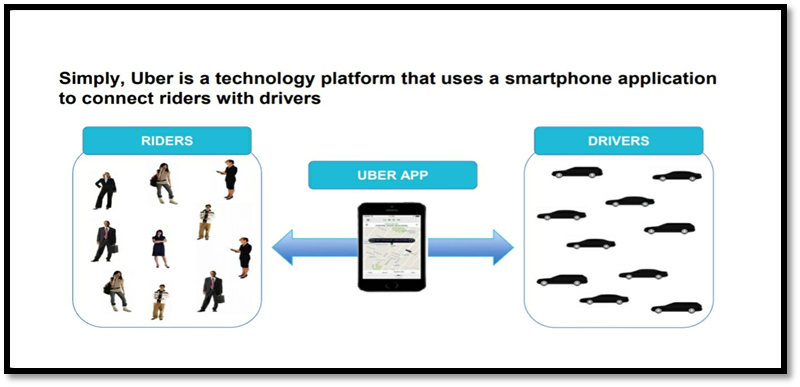 Simply, Uber is a technology platform that uses a smartphone application
to connect riders with drivers
RIDERS
UBER APP
DRIVERS